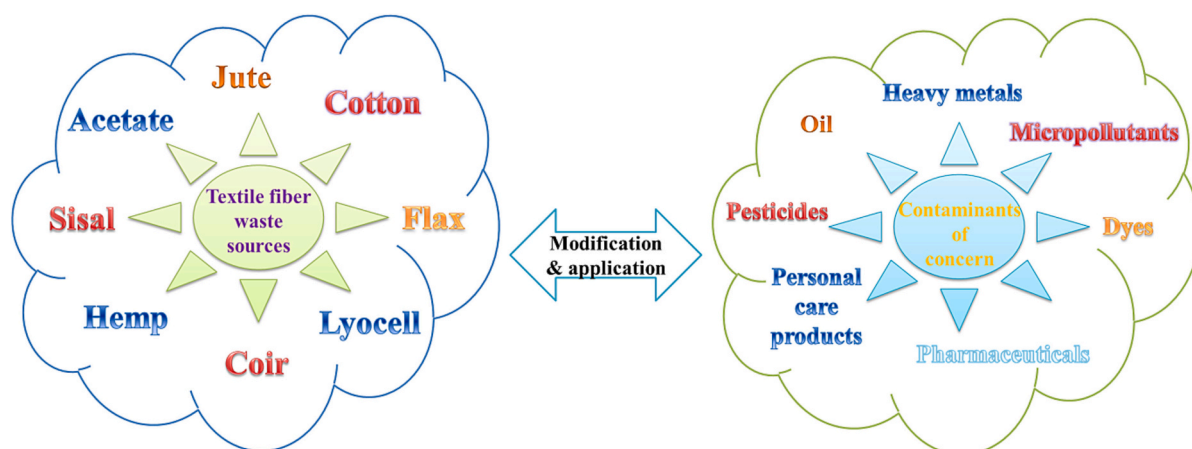 Jute
Cotton
Acetate
Sisal
Textile fiber
waste
sources
Flax
Hemp
Lyocell
Coir
Modification
& application
Heavy metals
Oil
Micropollutants
Pesticides
Contaminants
of
concern
Dyes
Personal
care
products
Pharmaceuticals